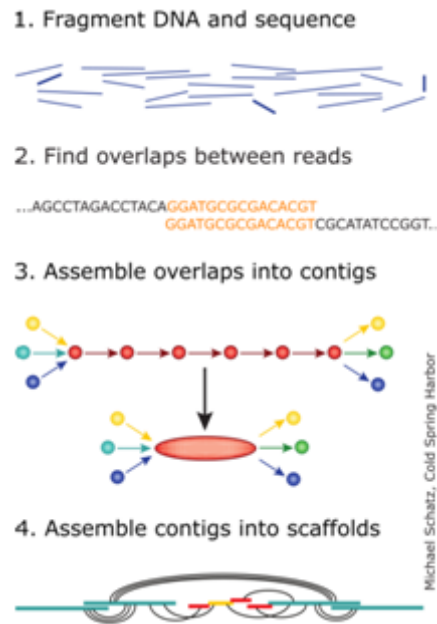 1. Fragment DNA and sequence
2. Find overlaps between reads
...AGCCTAGACCTACAGGATGCGCGACACGT
GGATGCGCGACACGTCGCATATCCGGT...
3. Assemble overlaps into contigs
4. Assemble contigs into scaffolds
Michael Schatz, Cold Spring Harbor